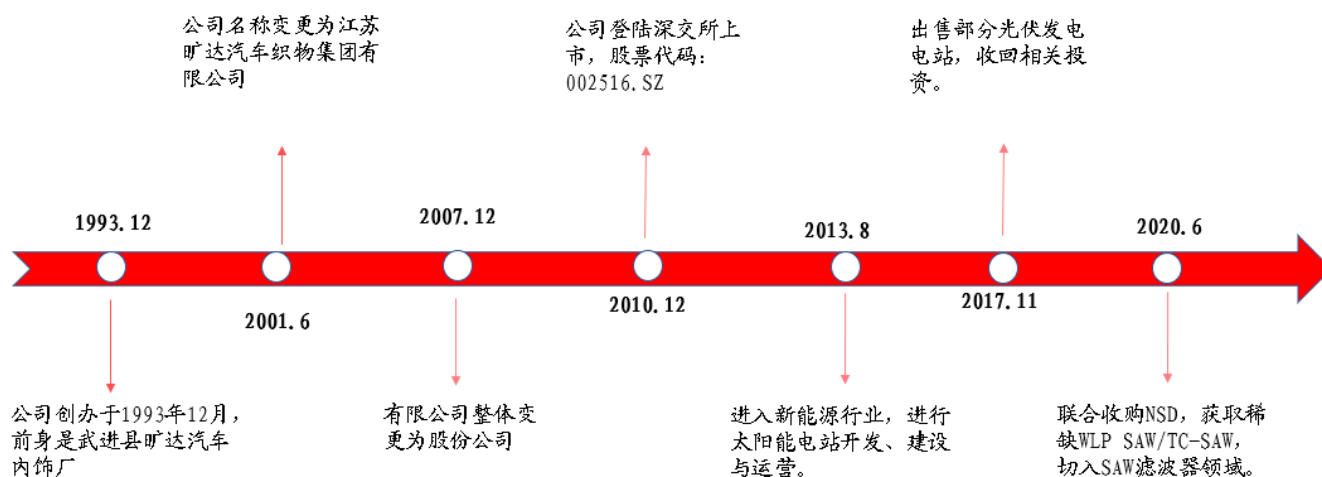 公司名称变更为江苏
旷达汽车织物集团有
限公司
公司登陆深交所上
市，股票代码：
002516.SZ
出售部分光伏发电
电站，收回相关投
资。
1993.12
2007.12
2013.8
2020.6
2001.6
2010.12
2017.11
公司创办于1993年12月，
前身是武进县旷达汽车
内饰厂
有限公司整体变
更为股份公司
进入新能源行业，进行
太阳能电站开发、建设
与运营。
联合收购NSD，获取稀
缺WLP SAW/TC-SAW，
切入SAW滤波器领域。